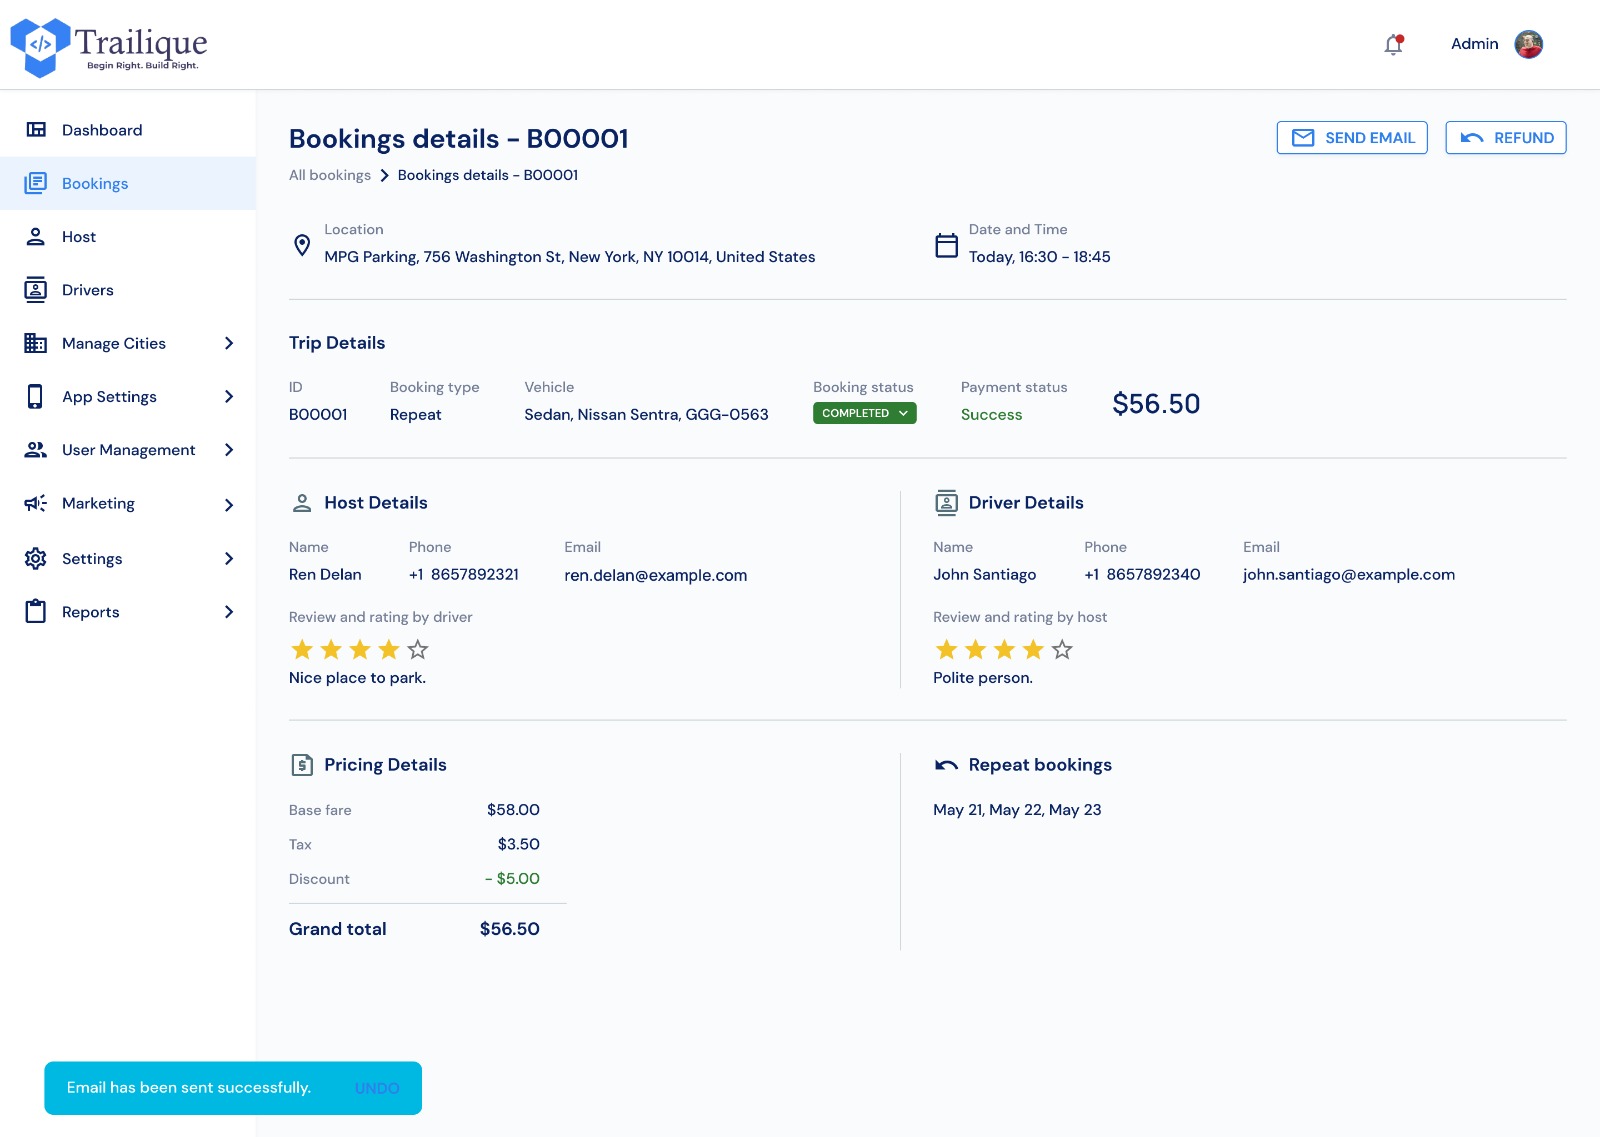 </>
Trailique
Begin Right. Build Right.
Admin
Dashboard
Bookings
Host
Drivers
Manage Cities
App Settings
User Management
Marketing
Settings
Reports
Bookings details - B00001
SEND EMAIL
REFUND
All bookings > Bookings details - B00001
Location
MPG Parking, 756 Washington St, New York, NY 10014, United States
Date and Time
Today, 16:30 - 18:45
Trip Details
ID
B00001
Booking type
Repeat
Vehicle
Sedan, Nissan Sentra, GGG-0563
Booking status
COMPLETED
Payment status
Success
$56.50
Host Details
Name
Ren Delan
Phone
+1 8657892321
Email
ren.delan@example.com
Review and rating by driver
Nice place to park.
Driver Details
Name
John Santiago
Phone
+1 8657892340
Email
john.santiago@example.com
Review and rating by host
Polite person.
Pricing Details
Base fare $58.00
Tax $3.50
Discount - $5.00
Grand total $56.50
Repeat bookings
May 21, May 22, May 23
Email has been sent successfully. UNDO